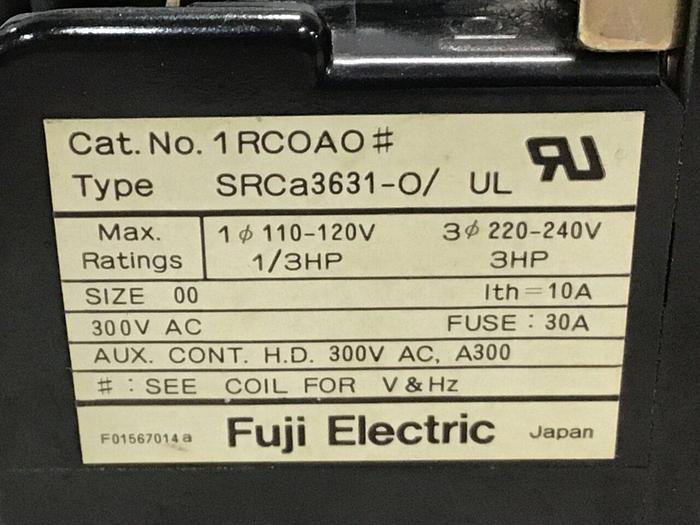 Cat. No. 1RCOAO#
Type SRCa3631-O/ UL RU
Max. Ratings
1φ 110-120V 3φ 220-240V
1/3HP 3HP
SIZE 00 Ith=10A
300V AC FUSE : 30A
AUX. CONT. H.D. 300V AC, A300
# : SEE COIL FOR V & Hz
F01567014a Fuji Electric Japan